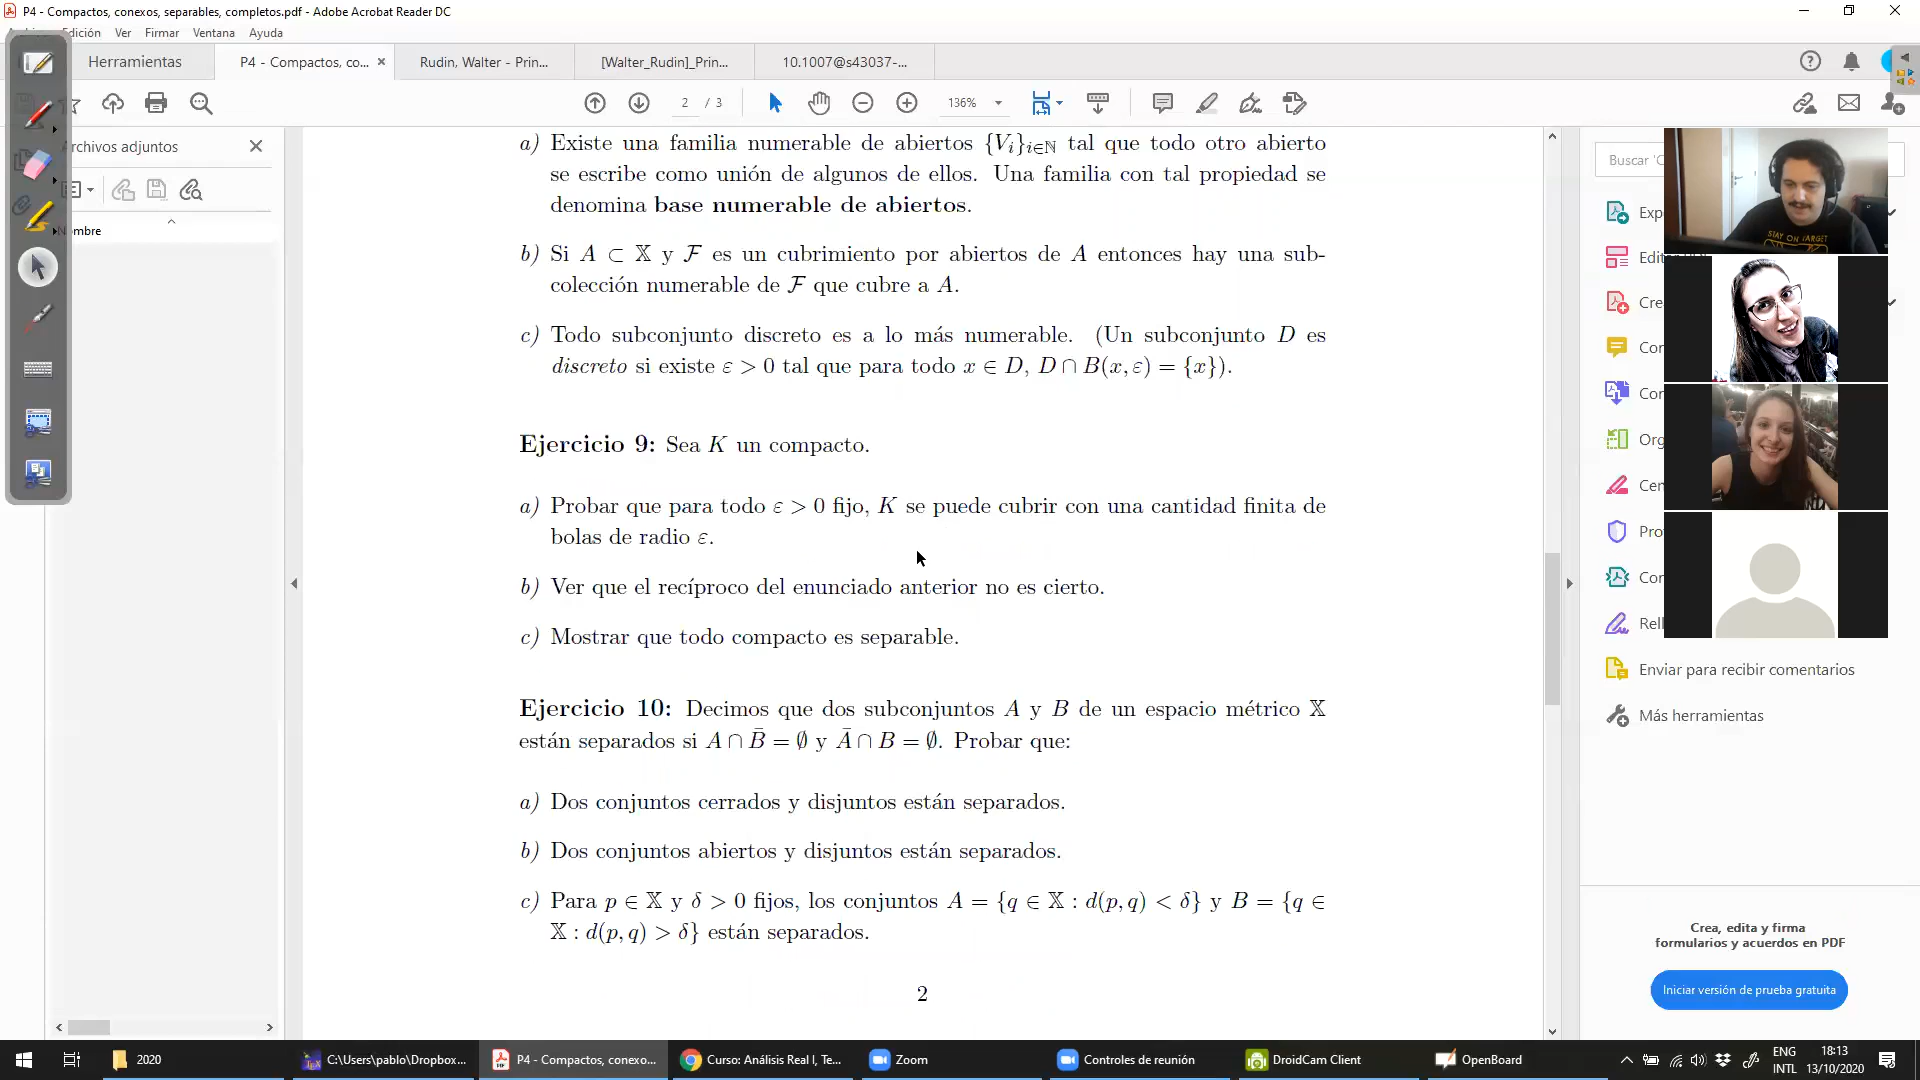 P4 - Compactos, conexos, separables, completos.pdf - Adobe Acrobat Reader DC
Edición Ver Firmar Ventana Ayuda
Herramientas
P4 - Compactos, co... ×
Rudin, Walter - Prin...
[Walter_Rudin]_Prin...
10.1007@s43037-...
2 / 3
136%
Archivos adjuntos
Nombre
a) Existe una familia numerable de abiertos {V_i}_{i∈ℕ} tal que todo otro abierto
se escribe como unión de algunos de ellos. Una familia con tal propiedad se
denomina base numerable de abiertos.
b) Si A ⊂ 𝕏 y ℱ es un cubrimiento por abiertos de A entonces hay una sub-
colección numerable de ℱ que cubre a A.
c) Todo subconjunto discreto es a lo más numerable. (Un subconjunto D es
discreto si existe ε > 0 tal que para todo x ∈ D, D ∩ B(x, ε) = {x}).
Ejercicio 9: Sea K un compacto.
a) Probar que para todo ε > 0 fijo, K se puede cubrir con una cantidad finita de
bolas de radio ε.
b) Ver que el recíproco del enunciado anterior no es cierto.
c) Mostrar que todo compacto es separable.
Ejercicio 10: Decimos que dos subconjuntos A y B de un espacio métrico 𝕏
están separados si A ∩ B̄ = ∅ y Ā ∩ B = ∅. Probar que:
a) Dos conjuntos cerrados y disjuntos están separados.
b) Dos conjuntos abiertos y disjuntos están separados.
c) Para p ∈ 𝕏 y δ > 0 fijos, los conjuntos A = {q ∈ 𝕏 : d(p, q) < δ} y B = {q ∈
𝕏 : d(p, q) > δ} están separados.
2
Buscar 'C
Exp
Edit
Cre
Con
Org
Cen
Pro
Rell
Enviar para recibir comentarios
Más herramientas
STAY ON TARGET
Crea, edita y firma
formularios y acuerdos en PDF
Iniciar versión de prueba gratuita
2020
C:\Users\pablo\Dropbox...
P4 - Compactos, conexo...
Curso: Análisis Real I, Te...
Zoom
Controles de reunión
DroidCam Client
OpenBoard
ENG
INTL
18:13
13/10/2020